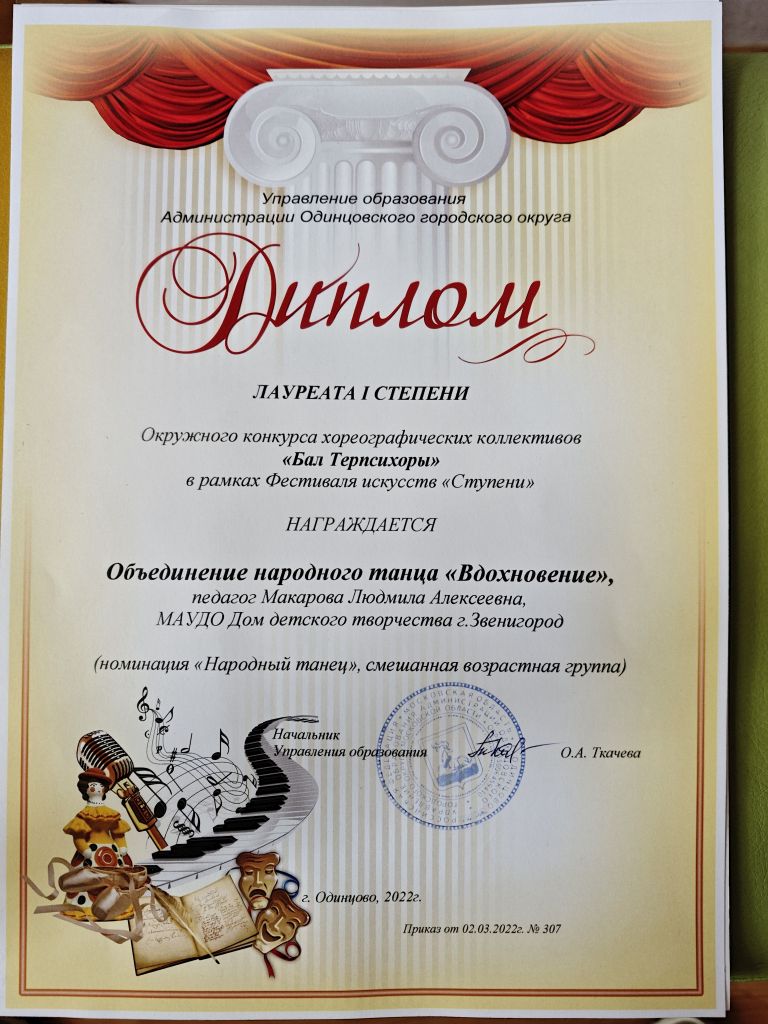 Управление образования
Администрации Одинцовского городского округа
Диплом
ЛАУРЕАТА I СТЕПЕНИ
Окружного конкурса хореографических коллективов
«Бал Терпсихоры»
в рамках Фестиваля искусств «Ступени»
НАГРАЖДАЕТСЯ
Объединение народного танца «Вдохновение»,
педагог Макарова Людмила Алексеевна,
МАУДО Дом детского творчества г.Звенигород
(номинация «Народный танец», смешанная возрастная группа)
Начальник
Управления образования
О.А. Ткачева
г. Одинцово, 2022г.
Приказ от 02.03.2022г. № 307